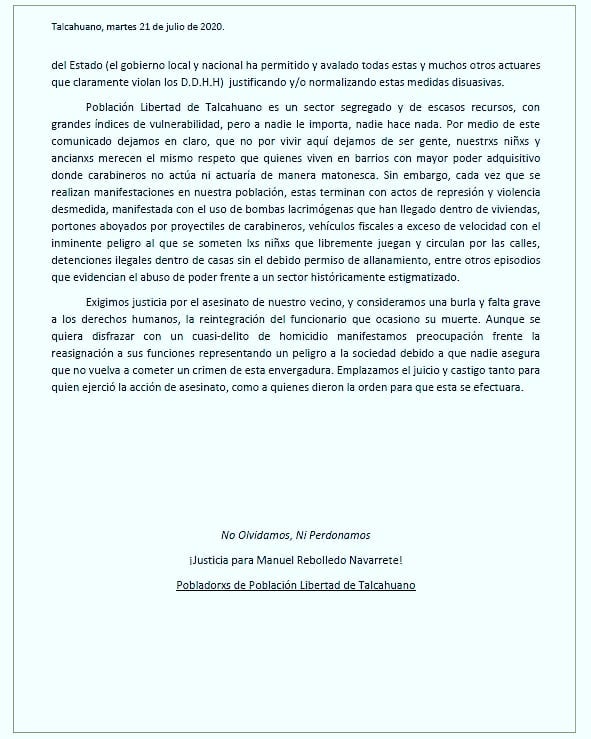 Talcahuano, martes 21 de julio de 2020.
del Estado (el gobierno local y nacional ha permitido y avalado todas estas y muchos otros actuares
que claramente violan los D.D.H.H) justificando y/o normalizando estas medidas disuasivas.
Población Libertad de Talcahuano es un sector segregado y de escasos recursos, con
grandes índices de vulnerabilidad, pero a nadie le importa, nadie hace nada. Por medio de este
comunicado dejamos en claro, que no por vivir aquí dejamos de ser gente, nuestrxs niñxs y
ancianxs merecen el mismo respeto que quienes viven en barrios con mayor poder adquisitivo
donde carabineros no actúa ni actuaría de manera matonesca. Sin embargo, cada vez que se
realizan manifestaciones en nuestra población, estas terminan con actos de represión y violencia
desmedida, manifestada con el uso de bombas lacrimógenas que han llegado dentro de viviendas,
portones aboyados por proyectiles de carabineros, vehículos fiscales a exceso de velocidad con el
inminente peligro al que se someten lxs niñxs que libremente juegan y circulan por las calles,
detenciones ilegales dentro de casas sin el debido permiso de allanamiento, entre otros episodios
que evidencian el abuso de poder frente a un sector históricamente estigmatizado.
Exigimos justicia por el asesinato de nuestro vecino, y consideramos una burla y falta grave
a los derechos humanos, la reintegración del funcionario que ocasiono su muerte. Aunque se
quiera disfrazar con un cuasi-delito de homicidio manifestamos preocupación frente la
reasignación a sus funciones representando un peligro a la sociedad debido a que nadie asegura
que no vuelva a cometer un crimen de esta envergadura. Emplazamos el juicio y castigo tanto para
quien ejerció la acción de asesinato, como a quienes dieron la orden para que esta se efectuara.
No Olvidamos, Ni Perdonamos
¡Justicia para Manuel Rebolledo Navarrete!
Pobladorxs de Población Libertad de Talcahuano